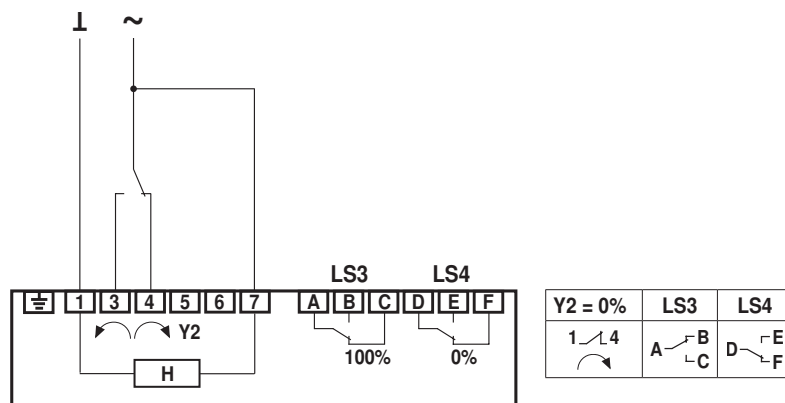 ⊥ ~
LS3 LS4
1 3 4 5 6 7 A B C D E F
Y2
100% 0%
H
Y2 = 0% LS3 LS4
1 4 A B C D E F